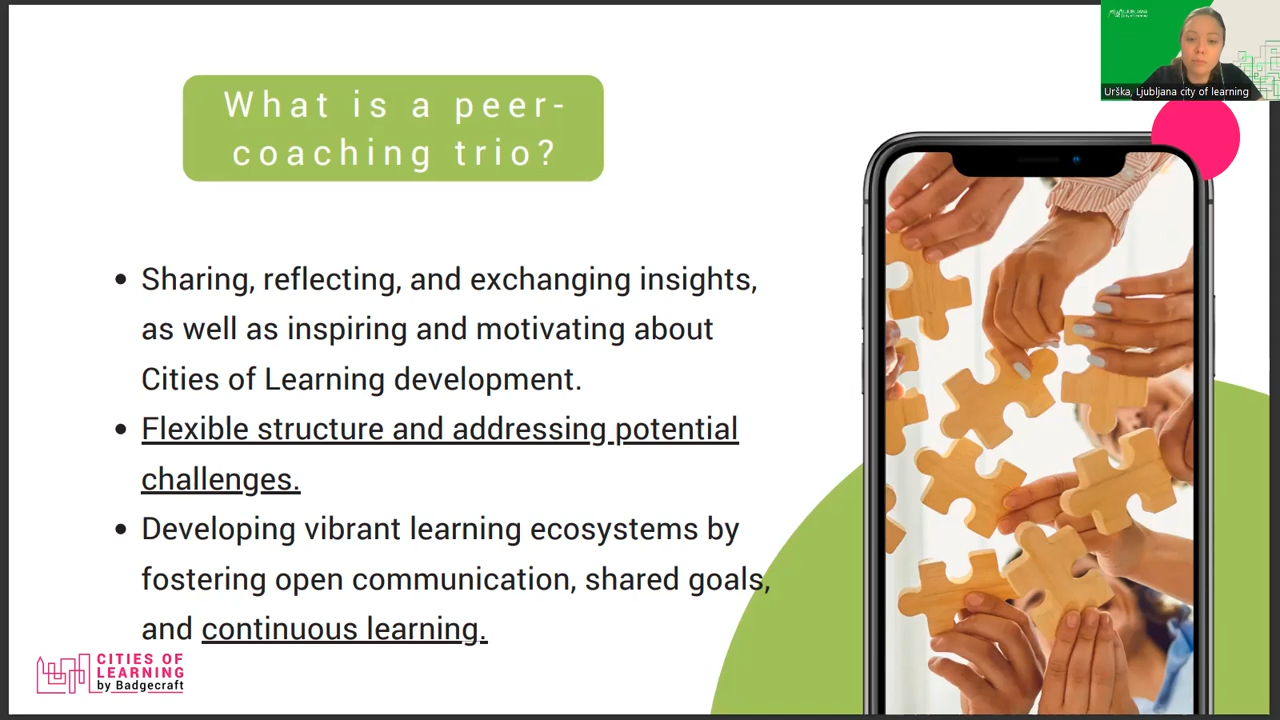 What is a peer-
coaching trio?
Urška, Ljubljana city of learning
Sharing, reflecting, and exchanging insights,
as well as inspiring and motivating about
Cities of Learning development.
Flexible structure and addressing potential
challenges.
Developing vibrant learning ecosystems by
fostering open communication, shared goals,
and continuous learning.
CITIES OF
LEARNING
by Badgecraft